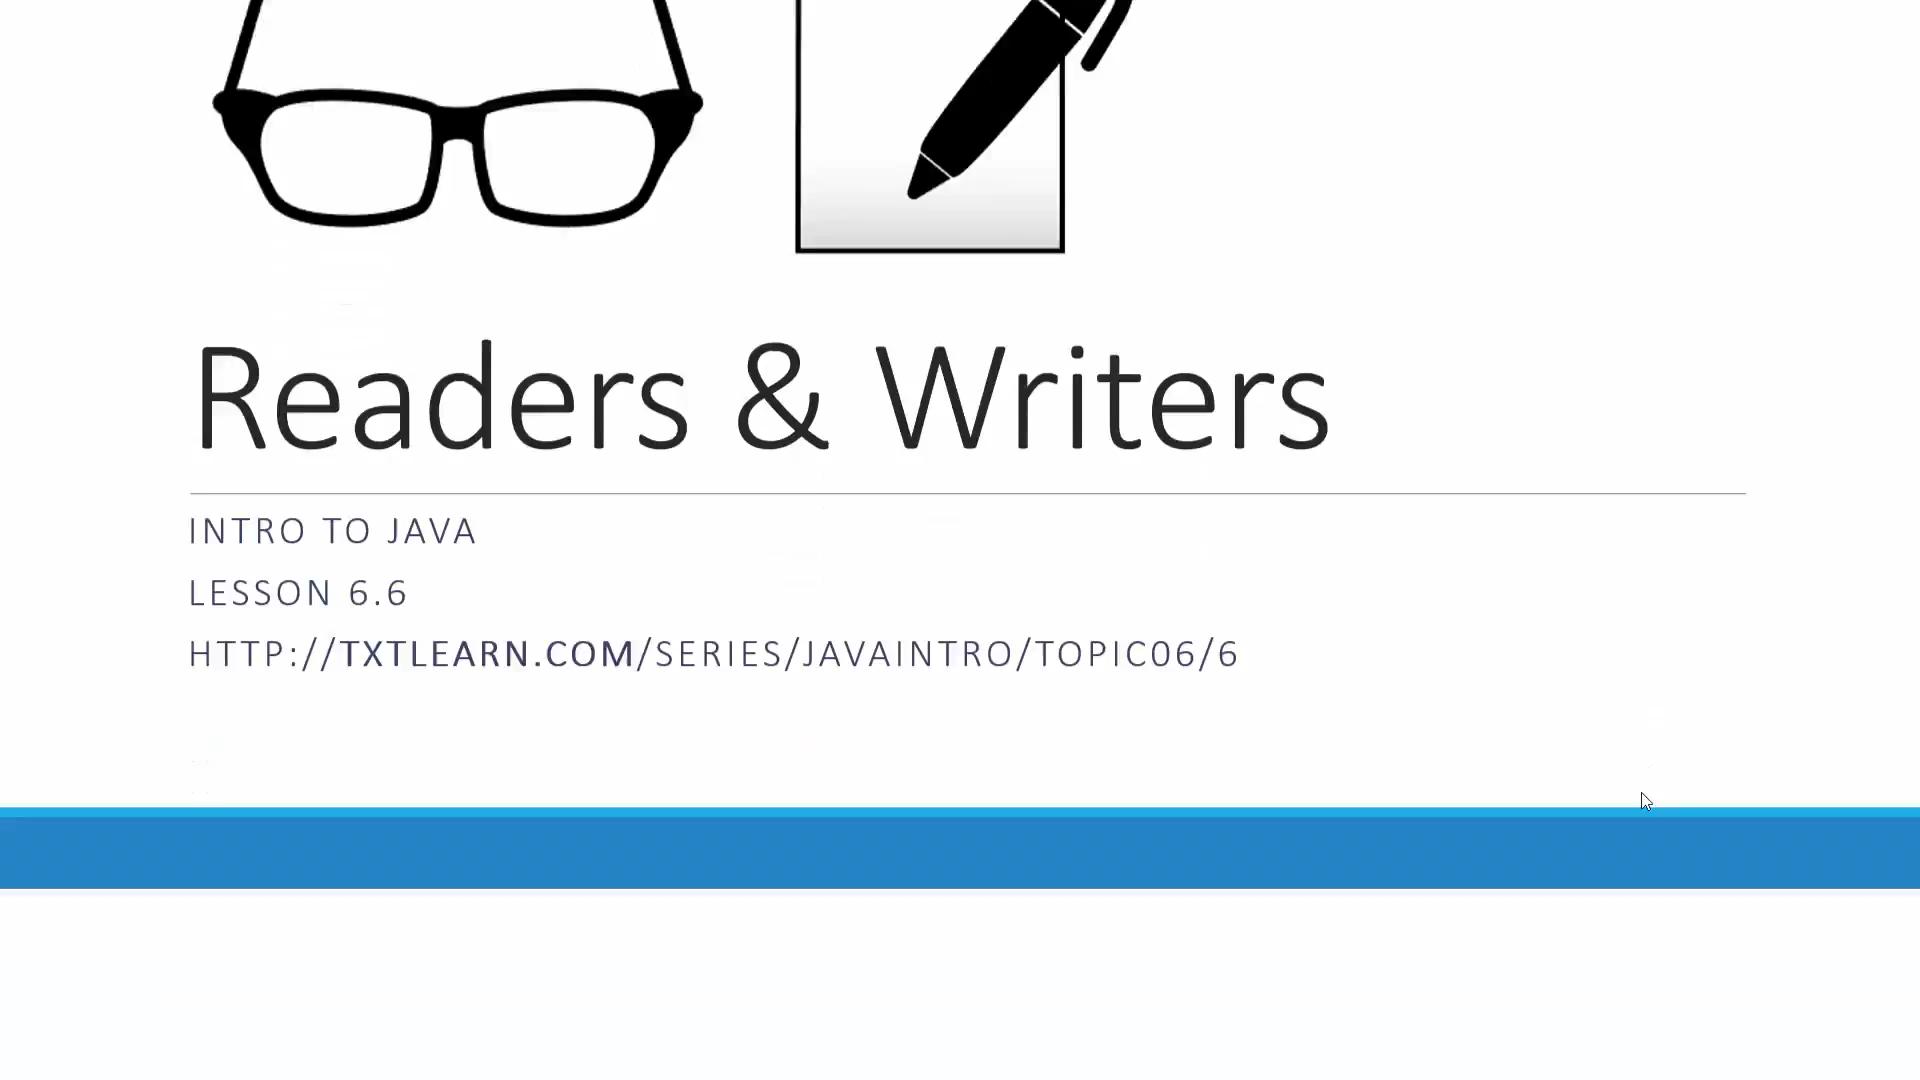 Readers & Writers
INTRO TO JAVA
LESSON 6.6
HTTP://TXTLEARN.COM/SERIES/JAVAINTRO/TOPIC06/6